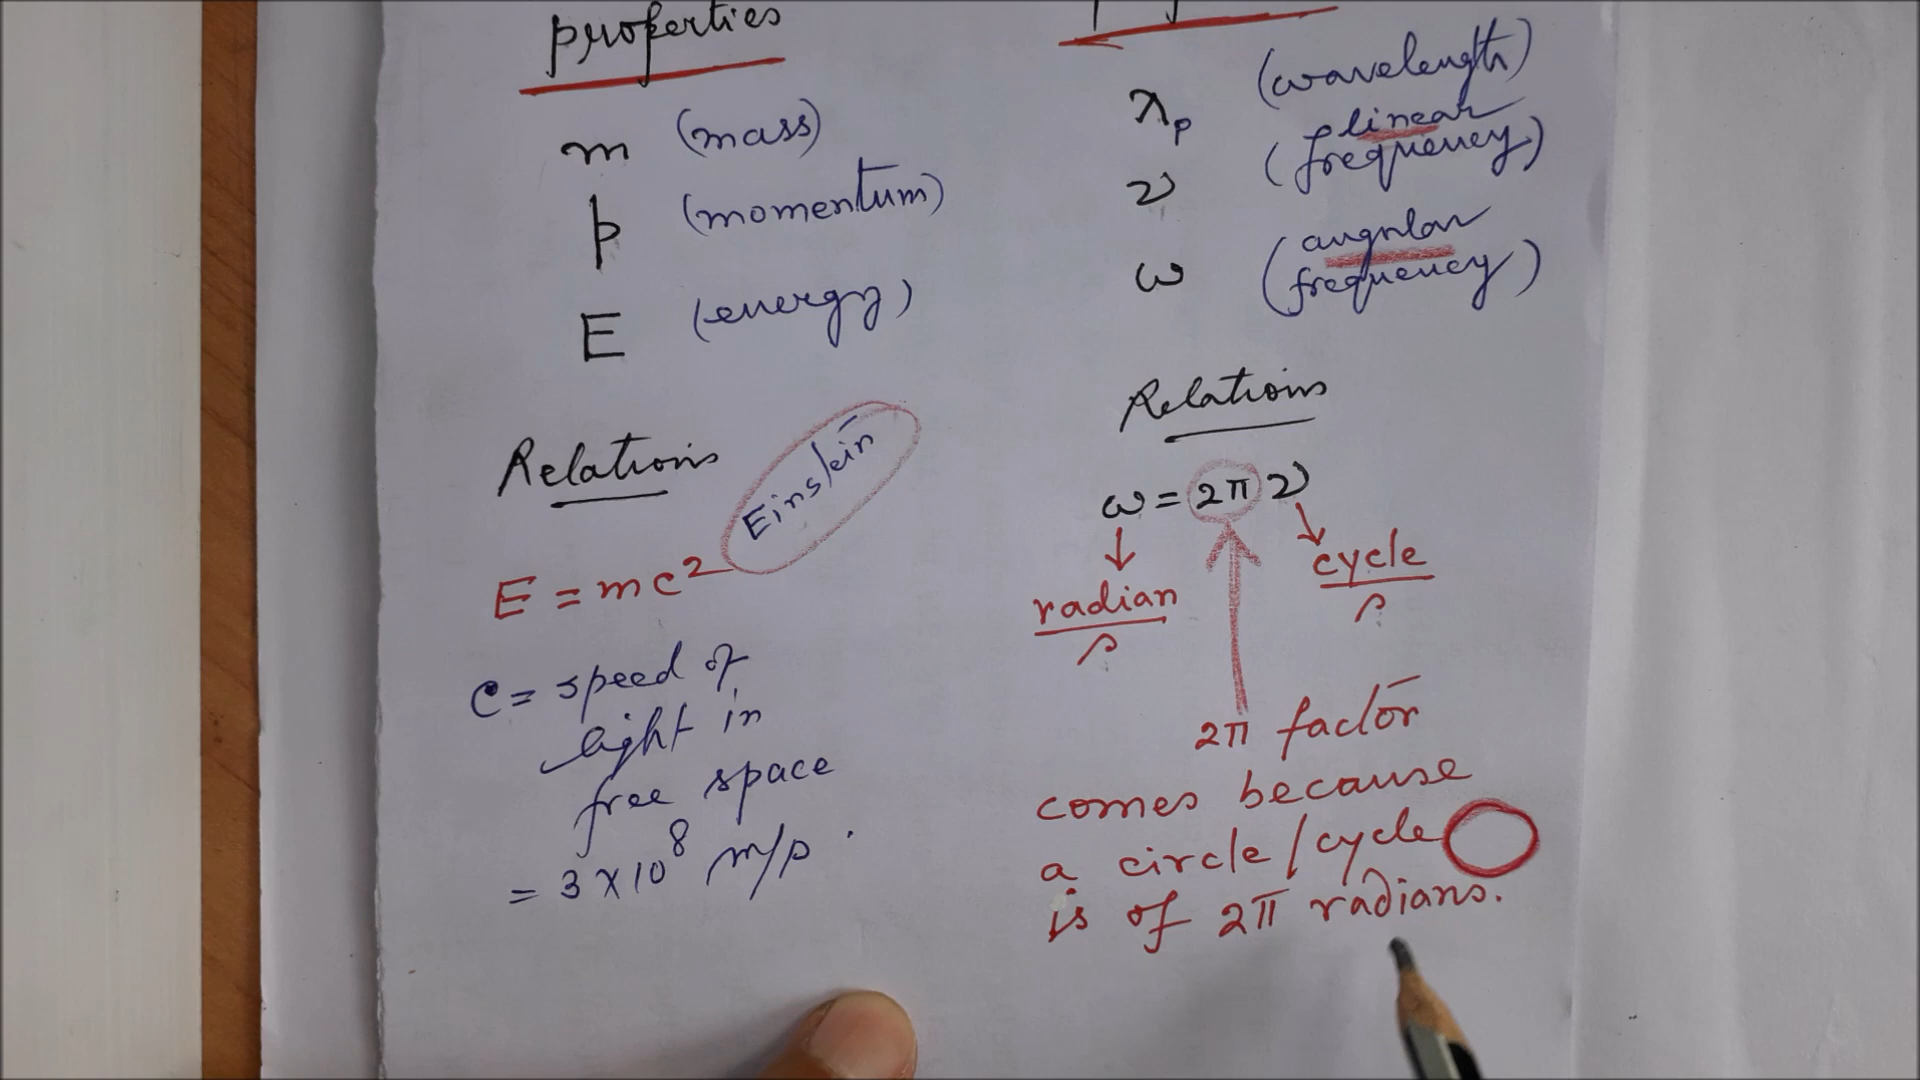 properties
m (mass)
p (momentum)
E (energy)
Relations
Einstein
E = mc²
c = speed of
light in
free space
= 3 × 10⁸ m/s.
λp (wavelength)
ν (linear
frequency)
ω (angular
frequency)
Relations
ω = 2π ν
radian/s
cycle/s
2π factor
comes because
a circle/cycle
is of 2π radians.